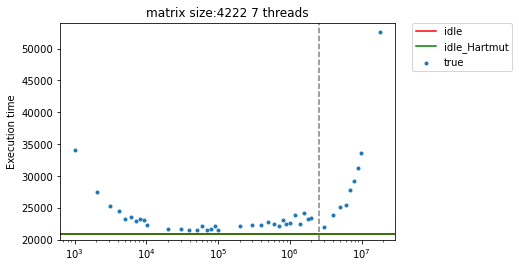 matrix size:4222 7 threads
idle
idle_Hartmut
true
Execution time
50000
45000
40000
35000
30000
25000
20000
10³ 10⁴ 10⁵ 10⁶ 10⁷